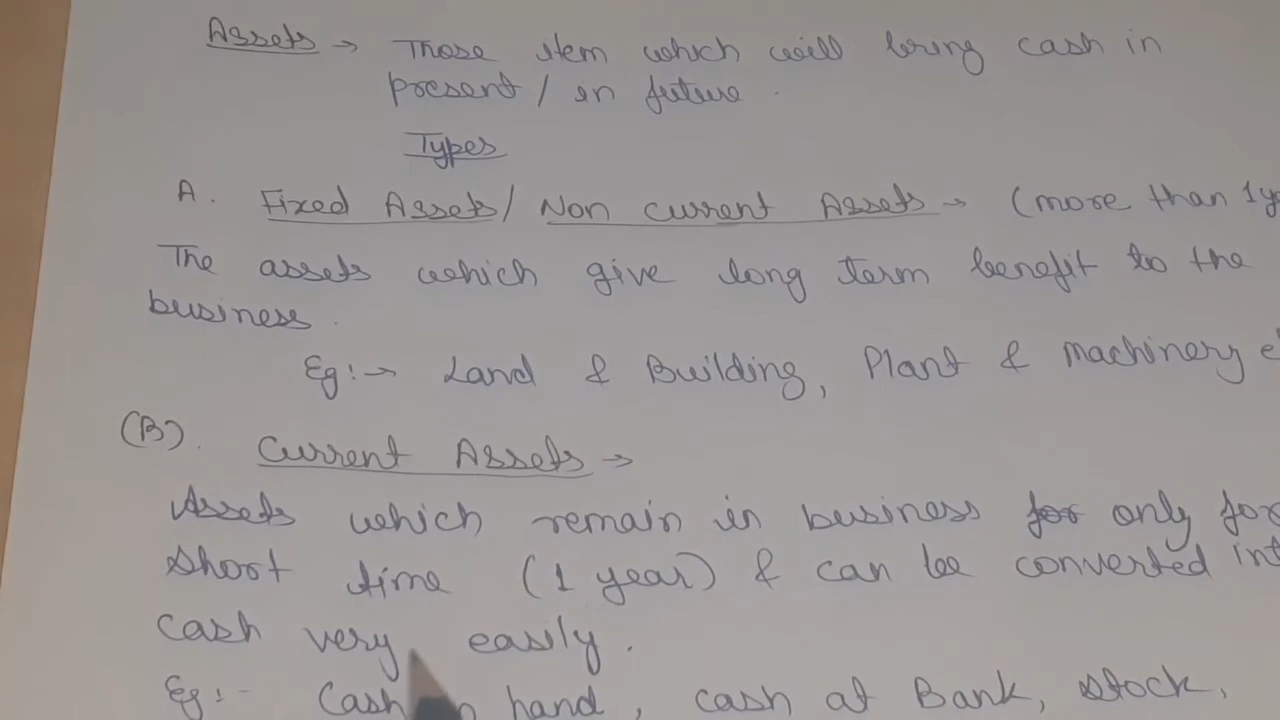 Assets → Those item which will bring cash in
present / in future .
Types
A. Fixed Assets / Non Current Assets → (more than 1
The assets which give long term benefit to the
business .
Eg:→ Land & Building, Plant & Machinery
(B). Current Assets →
Assets which remain in business for only for
short time (1 year) & can be converted
cash very easily .
Eg:- Cash hand, cash at Bank, Stock,